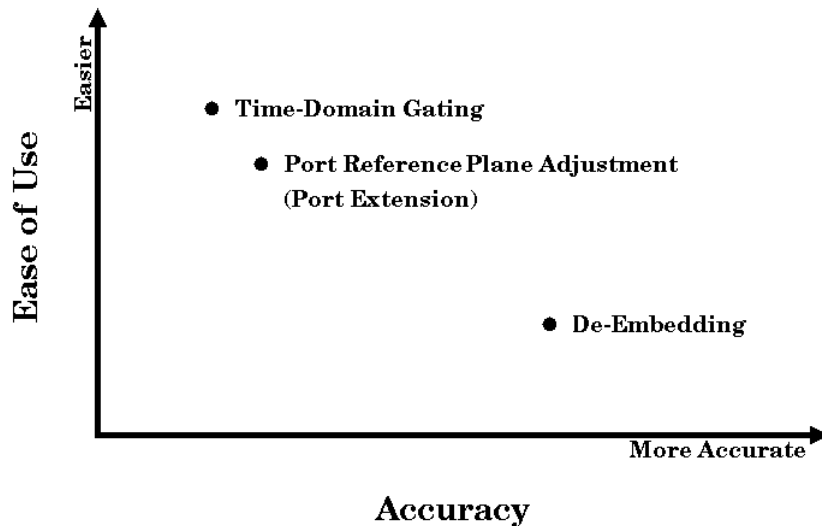 Easier
Time-Domain Gating
Port Reference Plane Adjustment
(Port Extension)
Ease of Use
De-Embedding
More Accurate
Accuracy